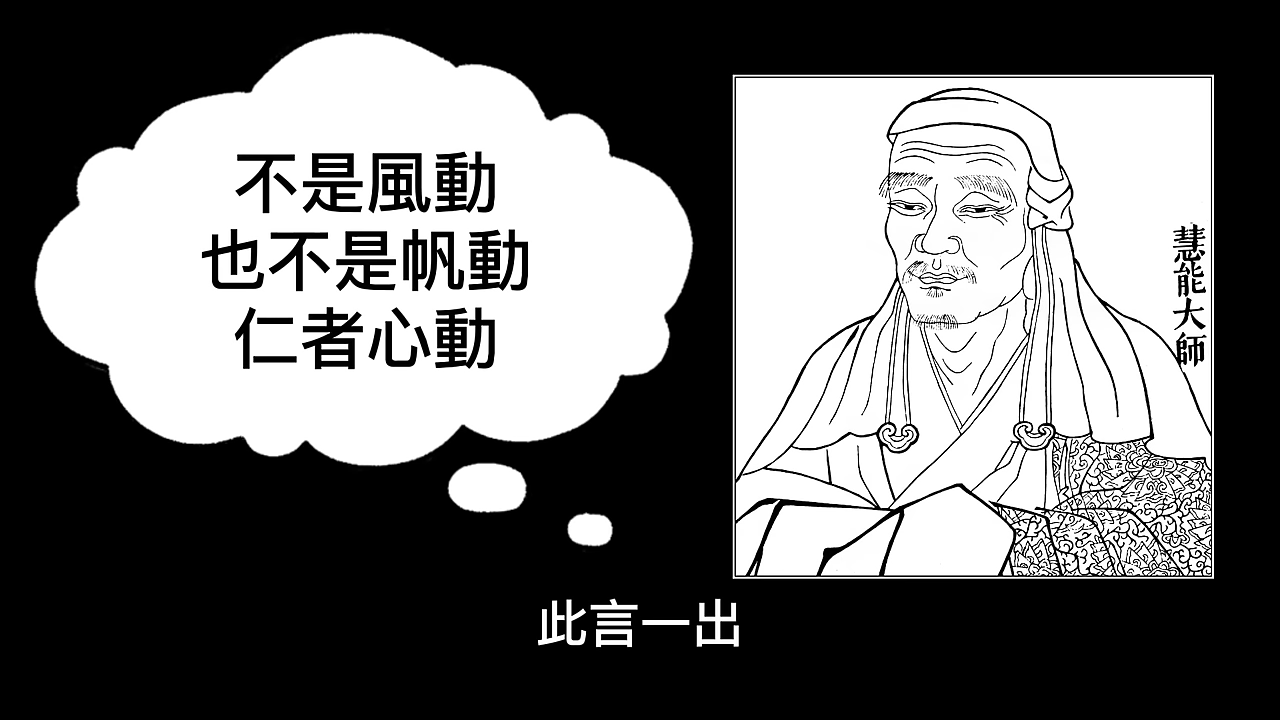 不是風動
也不是帆動
仁者心動
慧能大師
此言一出